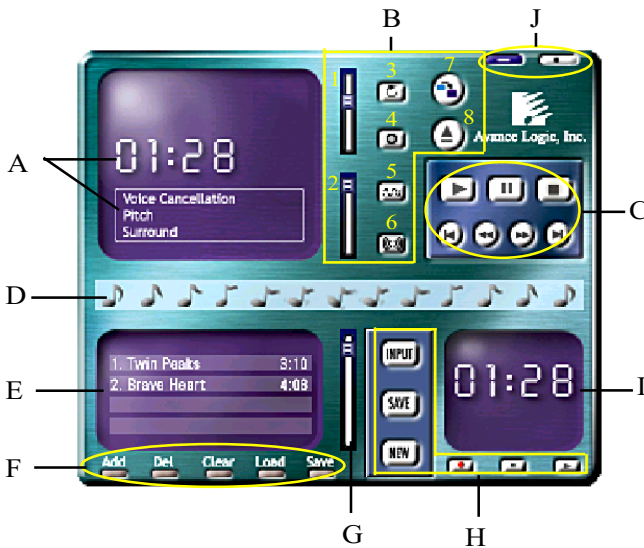 B
J
3
7
1
4
8
Avance Logic, Inc.
A
01:28
Voice Cancellation
Pitch
Surround
2
5
6
C
D
E
1. Twin Peaks 3:10
2. Brave Heart 4:08
INPUT
SAVE
NEW
01:28
I
F
Add Del Clear Load Save
G
H